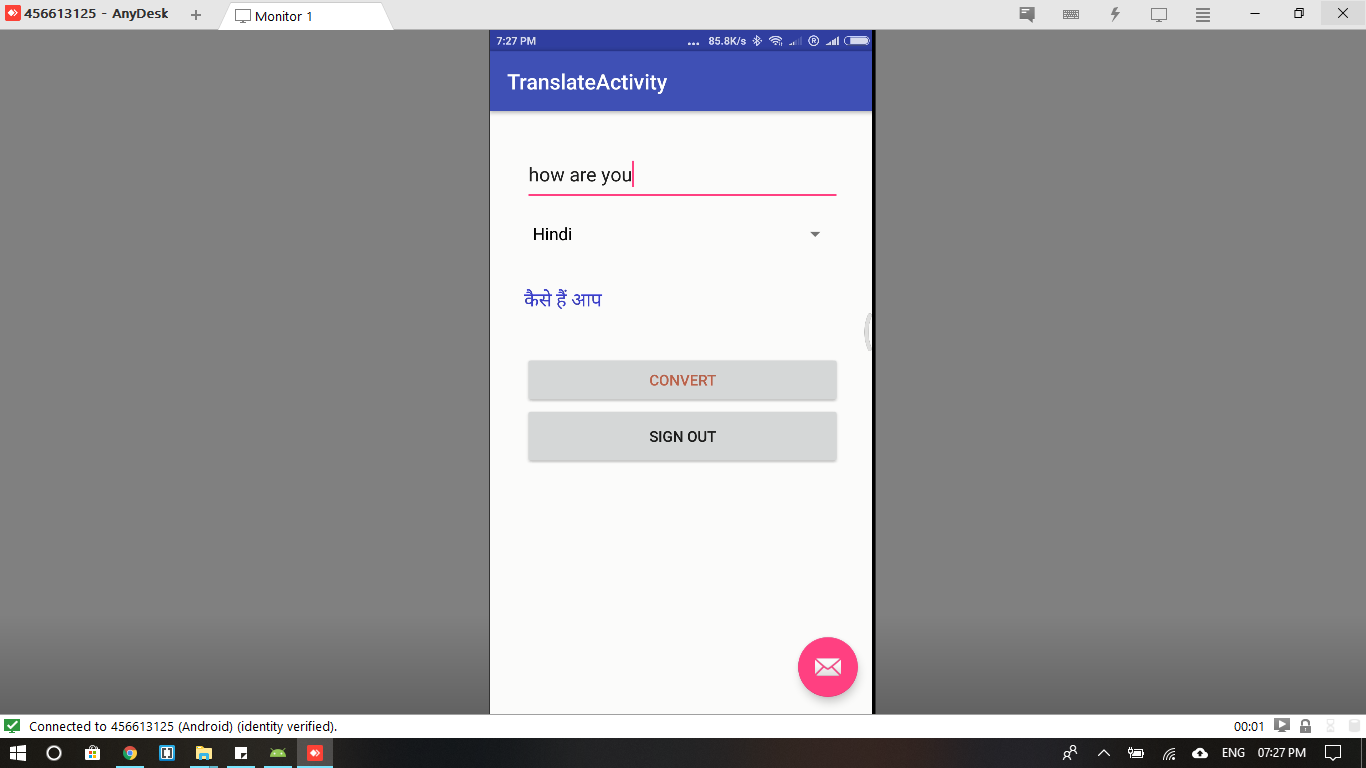 456613125 - AnyDesk
Monitor 1
7:27 PM ... 85.8K/s
TranslateActivity
how are you
Hindi
कैसे हैं आप
CONVERT
SIGN OUT
Connected to 456613125 (Android) (identity verified).
00:01
ENG 07:27 PM